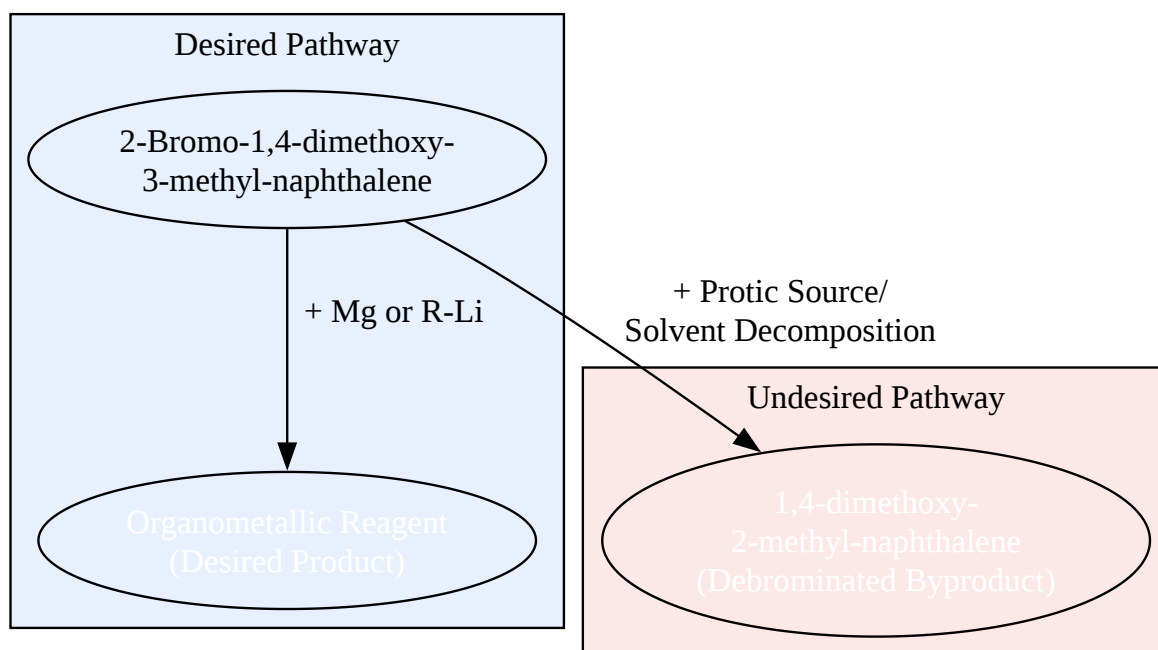 Desired Pathway
2-Bromo-1,4-dimethoxy-
3-methyl-naphthalene
+ Mg or R-Li
+ Protic Source/
Solvent Decomposition
Organometallic Reagent
(Desired Product)
Undesired Pathway
1,4-dimethoxy-
2-methyl-naphthalene
(Debrominated Byproduct)